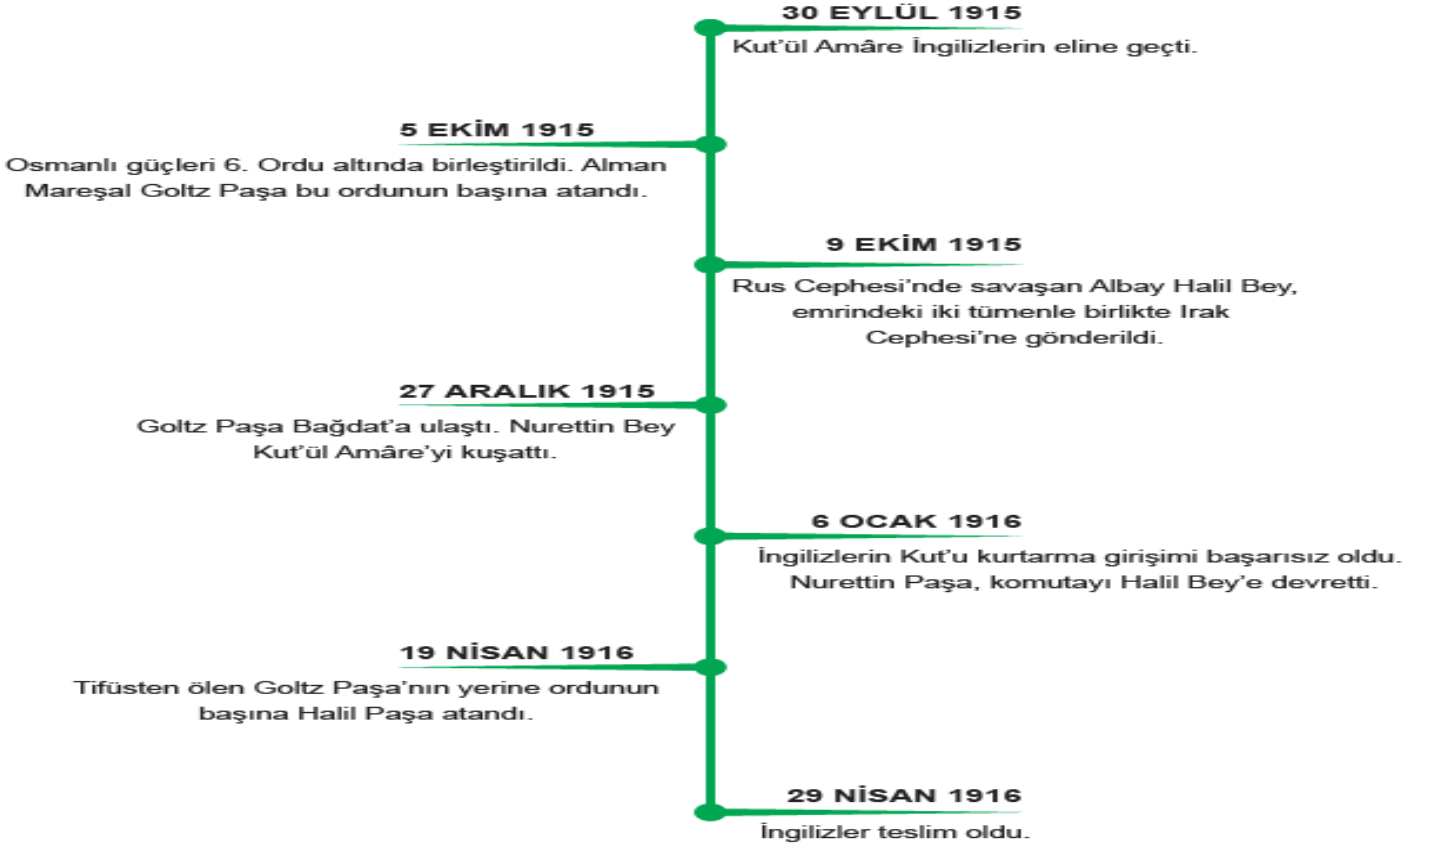 30 EYLÜL 1915
Kut’ül Amâre İngilizlerin eline geçti.
5 EKİM 1915
Osmanlı güçleri 6. Ordu altında birleştirildi. Alman
Mareşal Goltz Paşa bu ordunun başına atandı.
9 EKİM 1915
Rus Cephesi’nde savaşan Albay Halil Bey,
emrindeki iki tümenle birlikte Irak
Cephesi’ne gönderildi.
27 ARALIK 1915
Goltz Paşa Bağdat’a ulaştı. Nurettin Bey
Kut’ül Amâre’yi kuşattı.
6 OCAK 1916
İngilizlerin Kut’u kurtarma girişimi başarısız oldu.
Nurettin Paşa, komutayı Halil Bey’e devretti.
19 NİSAN 1916
Tifüsten ölen Goltz Paşa’nın yerine ordunun
başına Halil Paşa atandı.
29 NİSAN 1916
İngilizler teslim oldu.